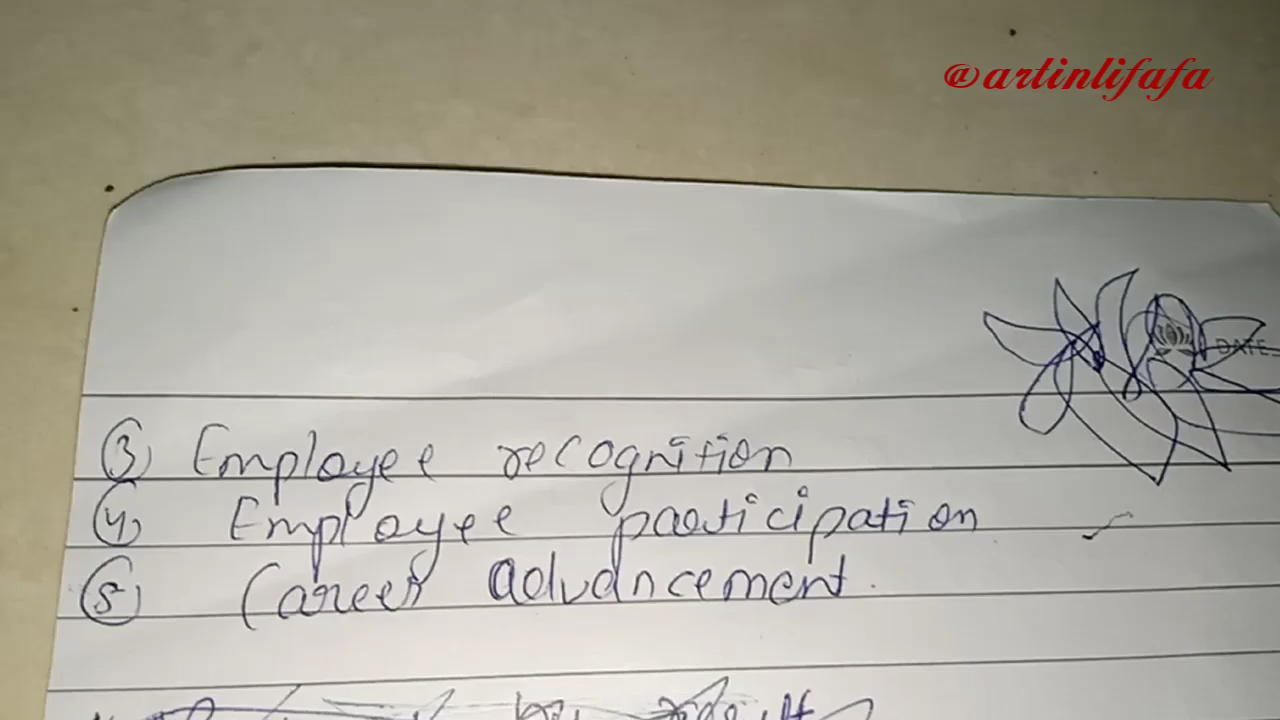 @artinlifafa
DATE
③ Employee recognition
④ Employee participation
⑤ Career advancement.